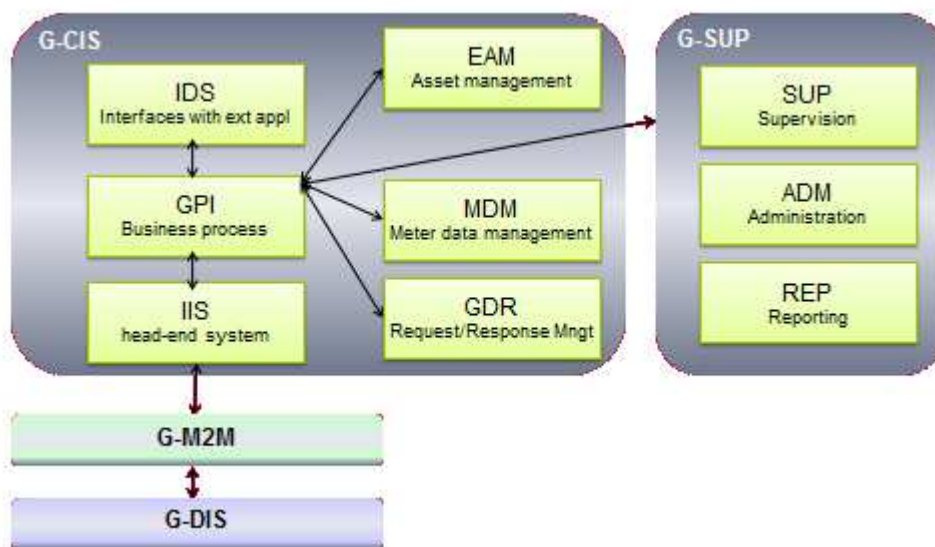 G-CIS
IDS
Interfaces with ext appl
GPI
Business process
IIS
head-end system
EAM
Asset management
MDM
Meter data management
GDR
Request/Response Mngt
G-SUP
SUP
Supervision
ADM
Administration
REP
Reporting
G-M2M
G-DIS